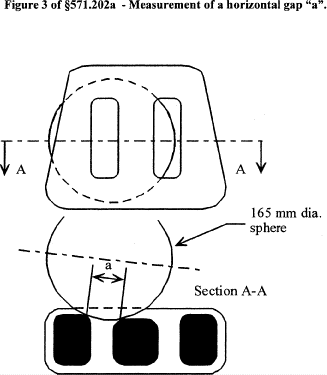 Figure 3 of §571.202a - Measurement of a horizontal gap “a”.
A A
165 mm dia.
sphere
a
Section A-A